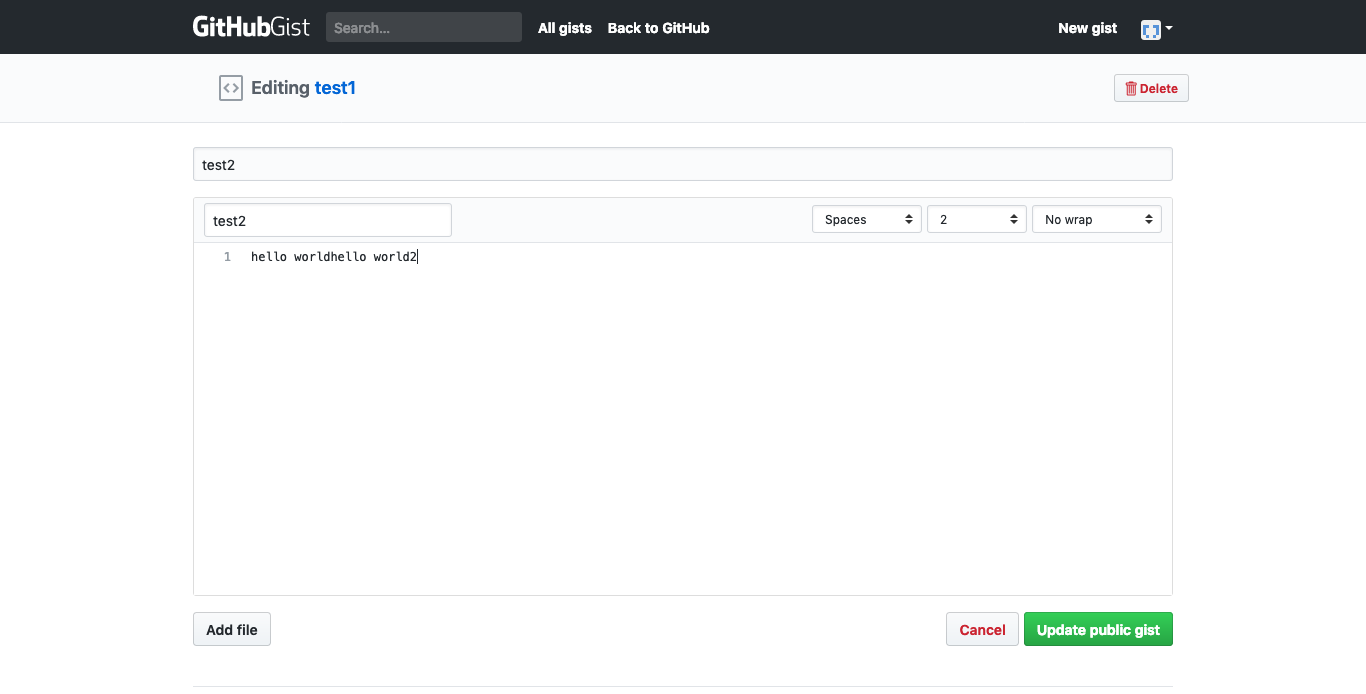 GitHubGist Search... All gists Back to GitHub New gist
Editing test1 Delete
test2
test2 Spaces 2 No wrap
1 hello worldhello world2
Add file Cancel Update public gist